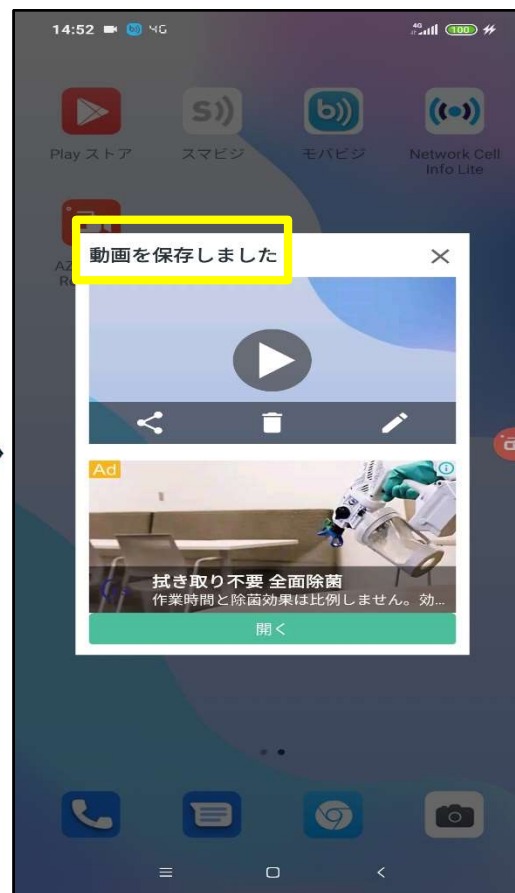 14:52 4G
4G 100
Play ストア
スマビジ
モバビジ
Network Cell
Info Lite
動画を保存しました
Ad
拭き取り不要 全面除菌
作業時間と除菌効果は比例しません。効...
開く